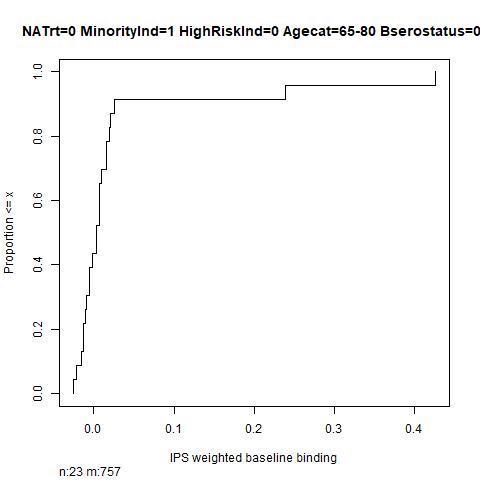 NATrt=0 MinorityInd=1 HighRiskInd=0 Agecat=65-80 Bserostatus=0
1.0
0.8
0.6
0.4
0.2
0.0
Proportion <= x
0.0 0.1 0.2 0.3 0.4
IPS weighted baseline binding
n:23 m:757